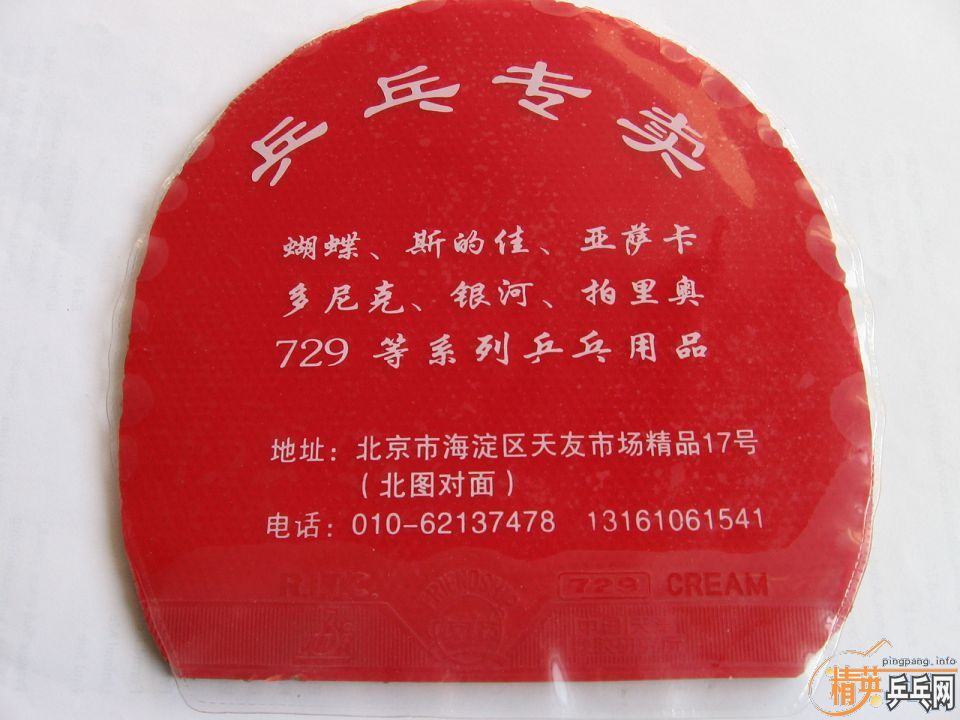 乒乓专卖
蝴蝶、斯的佳、亚萨卡
多尼克、银河、拍里奥
729 等系列乒乓用品
地址：北京市海淀区天友市场精品17号
（北图对面）
电话：010-62137478 13161061541
R.I.T.C. FRIENDSHIP 729 CREAM
pingpang.info
精英乒乓网